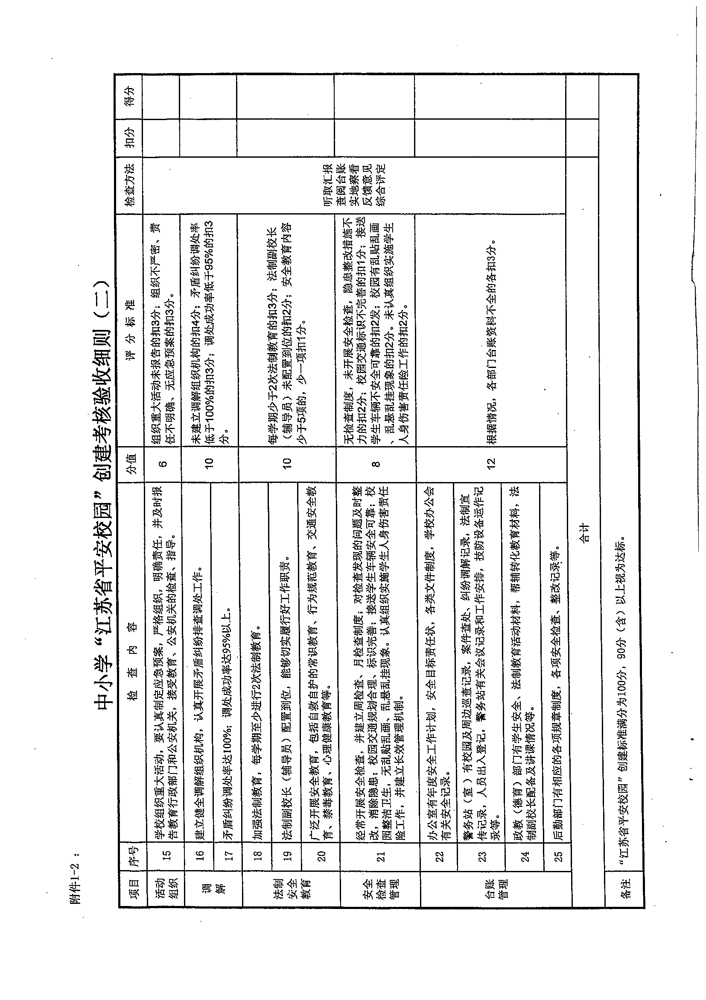 附件1-2：
中小学“江苏省平安校园”创建考核验收细则（二）
项目 序号 检 查 内 容 分值 评 分 标 准 检查方法 扣分 得分
活动
组织
15
学校组织重大活动，要认真制定应急预案，严格组织，明确责任，并及时报
告教育行政部门和公安机关，接受教育、公安机关的检查、指导。
6
组织重大活动未报告的扣3分；组织不严密、责
任不明确、无应急预案的扣3分。
听取汇报
查阅台账
实地察看
反馈意见
综合评定
调
解
16
建立健全调解组织机构，认真开展矛盾纠纷排查调处工作。
17
矛盾纠纷调处率达100%；调处成功率达95%以上。
10
未建立调解组织机构的扣4分；矛盾纠纷调处率
低于100%的扣3分；调处成功率低于95%的扣3
分。
法制
安全
教育
18
加强法制教育，每学期至少进行2次法制教育。
19
法制副校长（辅导员）配置到位，能够切实履行好工作职责。
20
广泛开展安全教育，包括自救自护的常识教育、行为规范教育、交通安全教
育、禁毒教育、心理健康教育等。
10
每学期少于2次法制教育的扣3分；法制副校长
（辅导员）未配置到位的扣2分；安全教育内容
少于5项的，少一项扣1分。
安全
检查
管理
21
经常开展安全检查，并建立周检查、月检查制度；对检查发现的问题及时整
改，消除隐患；校园交通规划合理、标识完善；接送学生车辆安全可靠；校
园整洁卫生，无乱贴乱画、乱悬乱挂现象。认真组织实施学生人身伤害责任
险工作，并建立长效管理机制。
8
无检查制度，未开展安全检查，隐患整改措施不
力的扣2分；校园交通标识不完善的扣1分；接送
学生车辆不安全可靠的扣2发；校园有乱贴乱画
、乱悬乱挂现象的扣2分。未认真组织实施学生
人身伤害责任险工作的扣2分。
台账
管理
22
办公室有年度安全工作计划，安全目标责任状，各类文件制度，学校办公会
有关安全记录。
23
警务站（室）有校园及周边巡查记录，案件查处、纠纷调解记录，法制宣
传记录，人员出入登记，警务站有关会议记录和工作安排，技防设备运作记
录等。
24
政教（德育）部门有学生安全、法制教育活动材料，帮辅转化教育材料，法
制副校长配备及讲课情况等。
25
后勤部门有相应的各项规章制度，各项安全检查、整改记录等。
12
根据情况，各部门台账资料不全的各扣3分。
合计
备注
“江苏省平安校园”创建标准满分为100分，90分（含）以上视为达标。